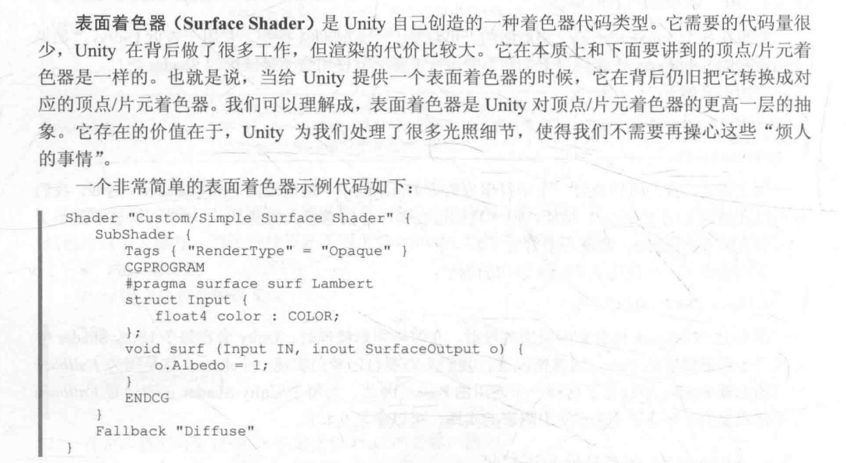 表面着色器（Surface Shader）是 Unity 自己创造的一种着色器代码类型。它需要的代码量很
少，Unity 在背后做了很多工作，但渲染的代价比较大。它在本质上和下面要讲到的顶点/片元着
色器是一样的。也就是说，当给 Unity 提供一个表面着色器的时候，它在背后仍旧把它转换成对
应的顶点/片元着色器。我们可以理解成，表面着色器是 Unity 对顶点/片元着色器的更高一层的抽
象。它存在的价值在于，Unity 为我们处理了很多光照细节，使得我们不需要再操心这些“烦人
的事情”。
一个非常简单的表面着色器示例代码如下：
Shader "Custom/Simple Surface Shader" {
SubShader {
Tags { "RenderType" = "Opaque" }
CGPROGRAM
#pragma surface surf Lambert
struct Input {
float4 color : COLOR;
};
void surf (Input IN, inout SurfaceOutput o) {
o.Albedo = 1;
}
ENDCG
}
Fallback "Diffuse"
}